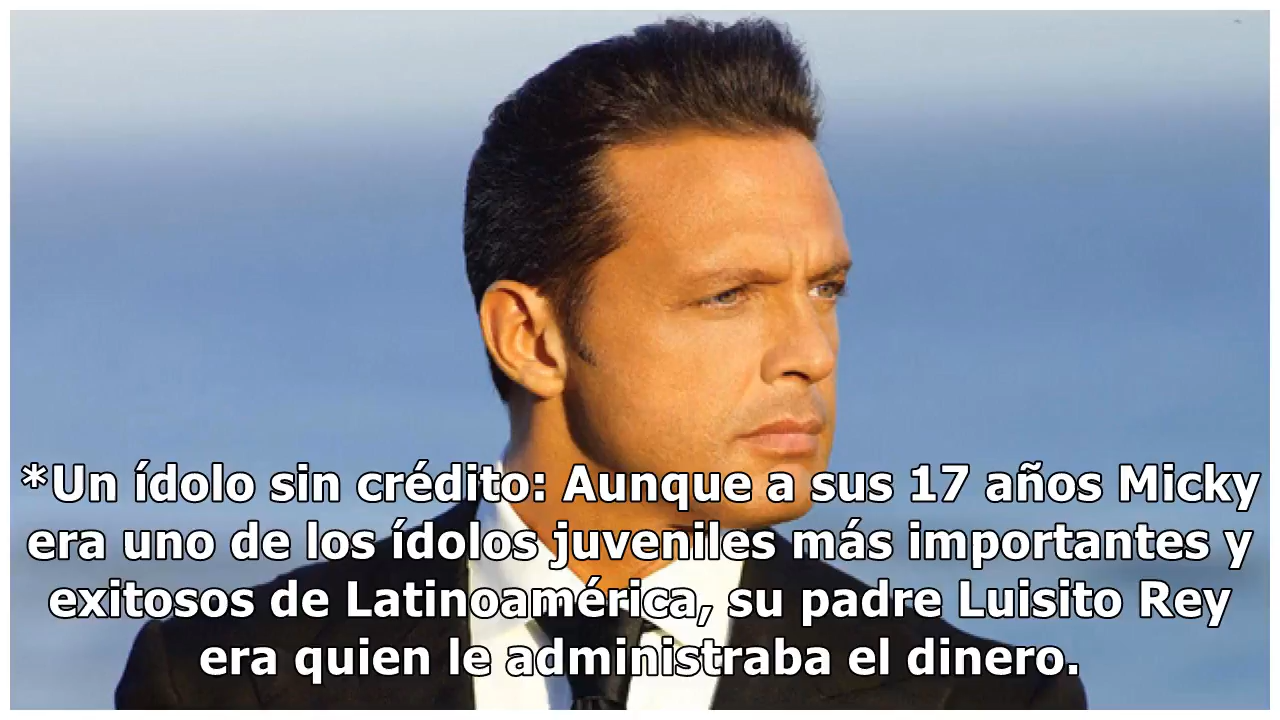 *Un ídolo sin crédito: Aunque a sus 17 años Micky
era uno de los ídolos juveniles más importantes y
exitosos de Latinoamérica, su padre Luisito Rey
era quien le administraba el dinero.